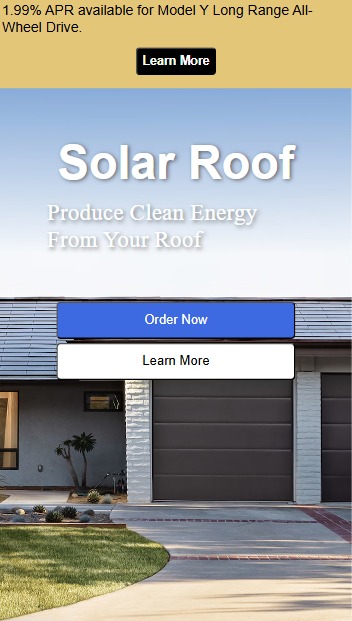 1.99% APR available for Model Y Long Range All-
Wheel Drive.
Learn More
Solar Roof
Produce Clean Energy
From Your Roof
Order Now
Learn More